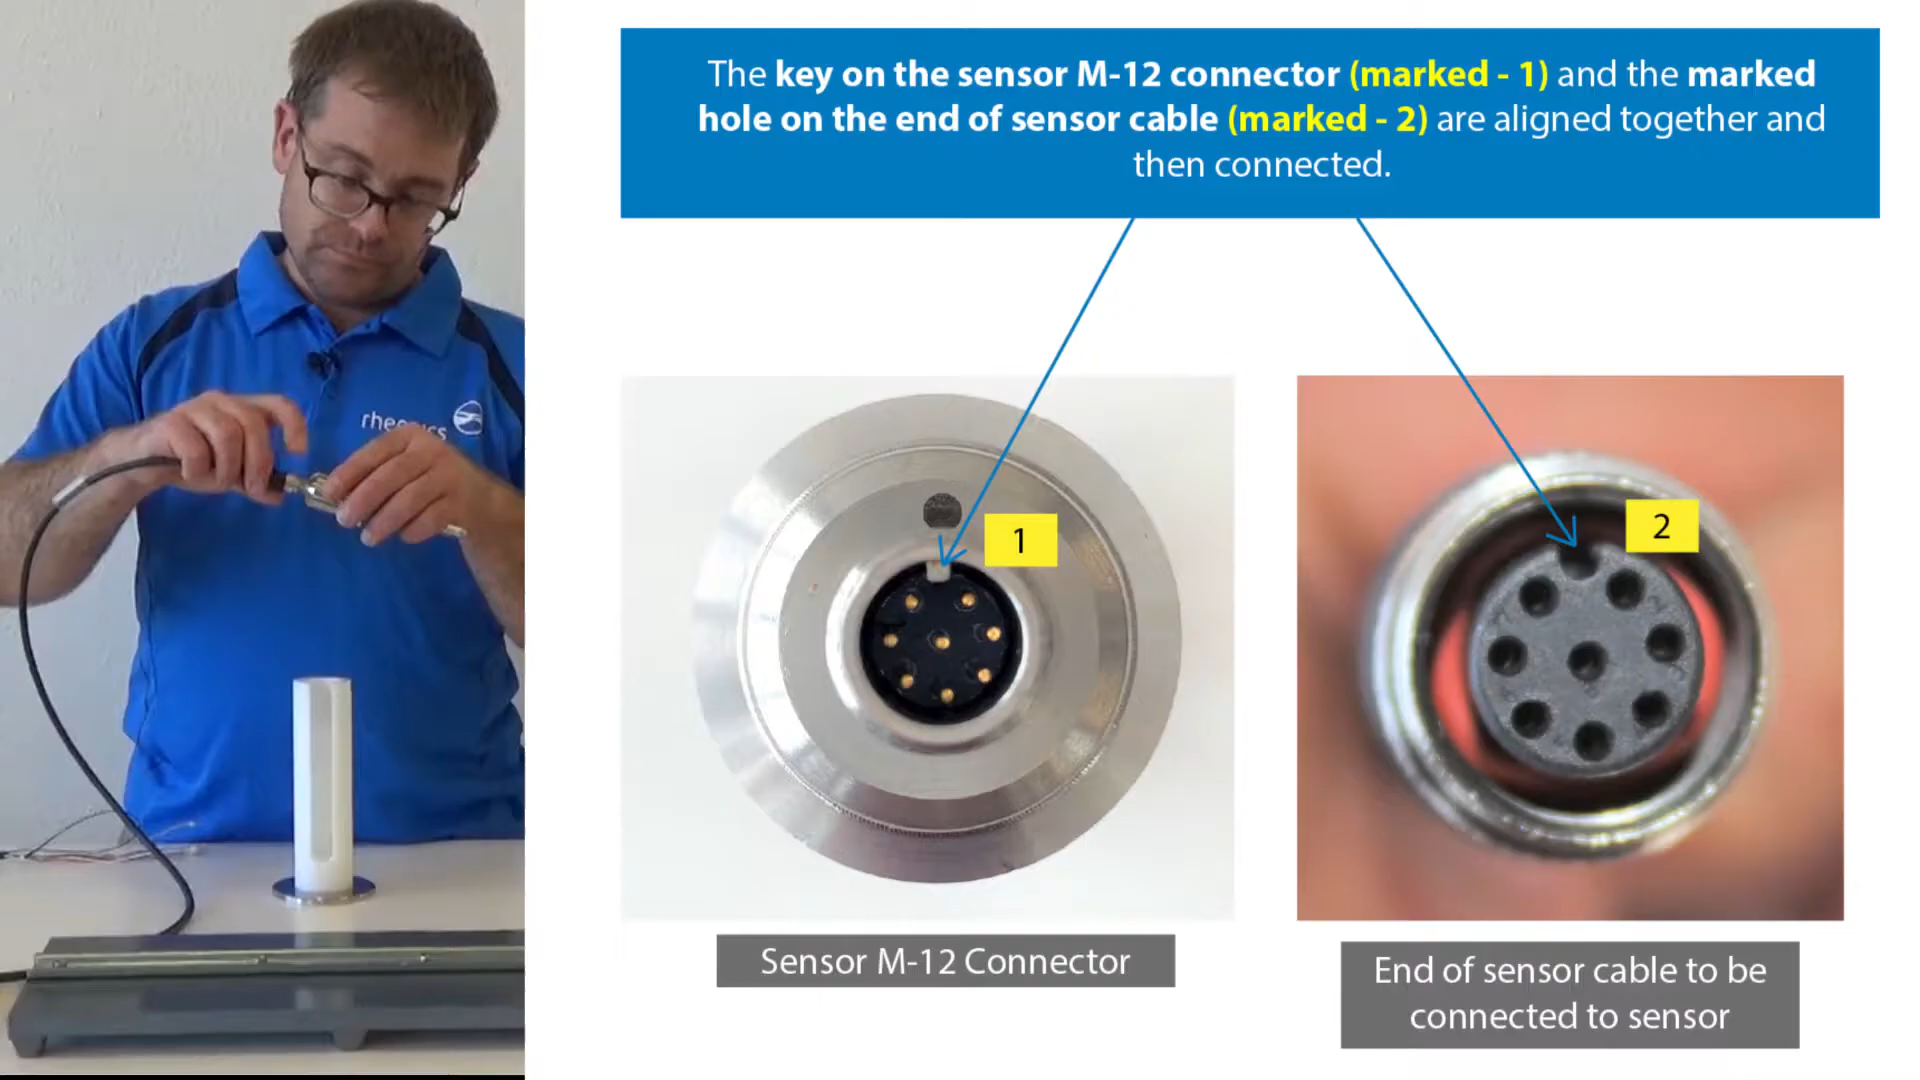 The key on the sensor M-12 connector (marked - 1) and the marked
hole on the end of sensor cable (marked - 2) are aligned together and
then connected.
1
2
Sensor M-12 Connector
End of sensor cable to be
connected to sensor